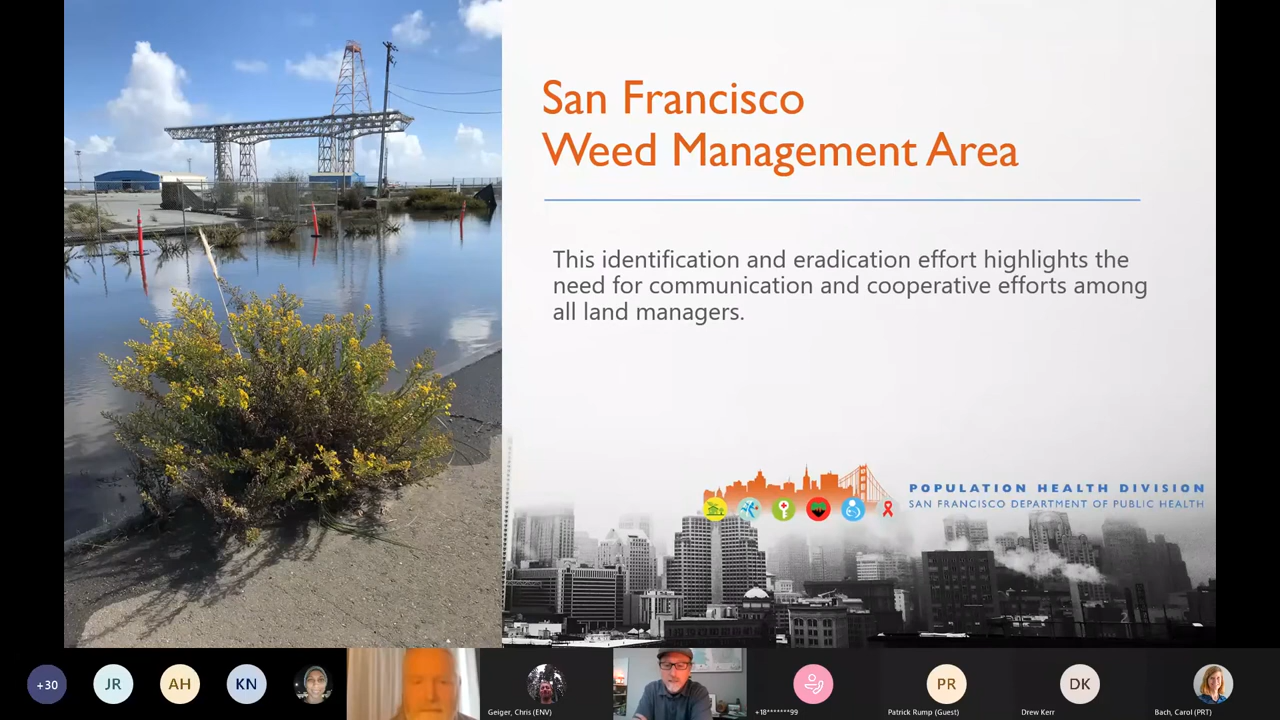 San Francisco
Weed Management Area
This identification and eradication effort highlights the
need for communication and cooperative efforts among
all land managers.
POPULATION HEALTH DIVISION
SAN FRANCISCO DEPARTMENT OF PUBLIC HEALTH
+30
JR
AH
KN
Geiger, Chris (ENV)
+18*******99
PR
Patrick Rump (Guest)
DK
Drew Kerr
Bach, Carol (PRT)